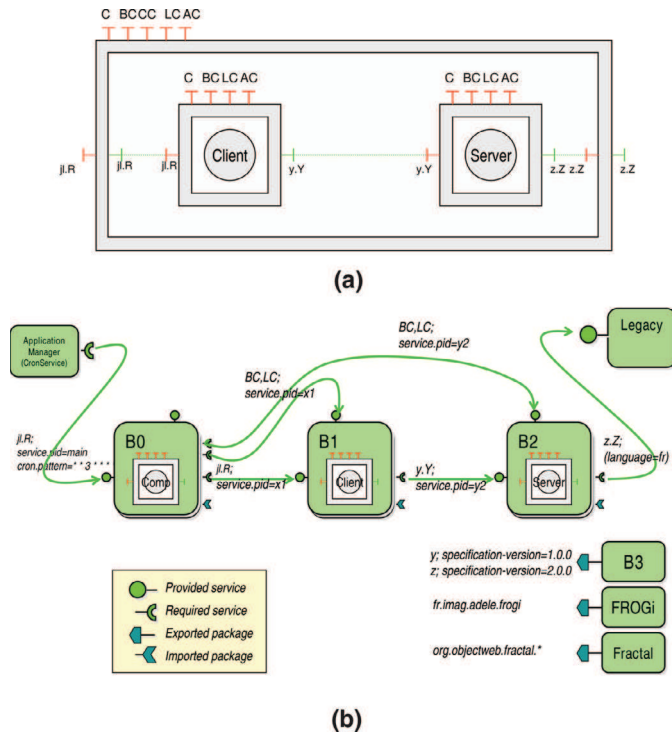 C BC CC LC AC
C BC LC AC
C BC LC AC
Client
Server
jl.R
jl.R
jl.R
y.Y
y.Y
z.Z
z.Z
z.Z
(a)
Application
Manager
(CronService)
BC,LC;
service.pid=y2
Legacy
BC,LC;
service.pid=x1
jl.R;
service.pid=main
cron.pattern=* * 3 * * * *
B0
Comp
jl.R;
service.pid=x1
B1
Client
y.Y;
service.pid=y2
B2
Server
z.Z;
(language=fr)
y; specification-version=1.0.0
z; specification-version=2.0.0
B3
fr.imag.adele.frogi
FROGi
org.objectweb.fractal.*
Fractal
Provided service
Required service
Exported package
Imported package
(b)